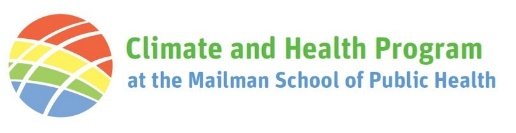 Climate and Health Program
at the Mailman School of Public Health